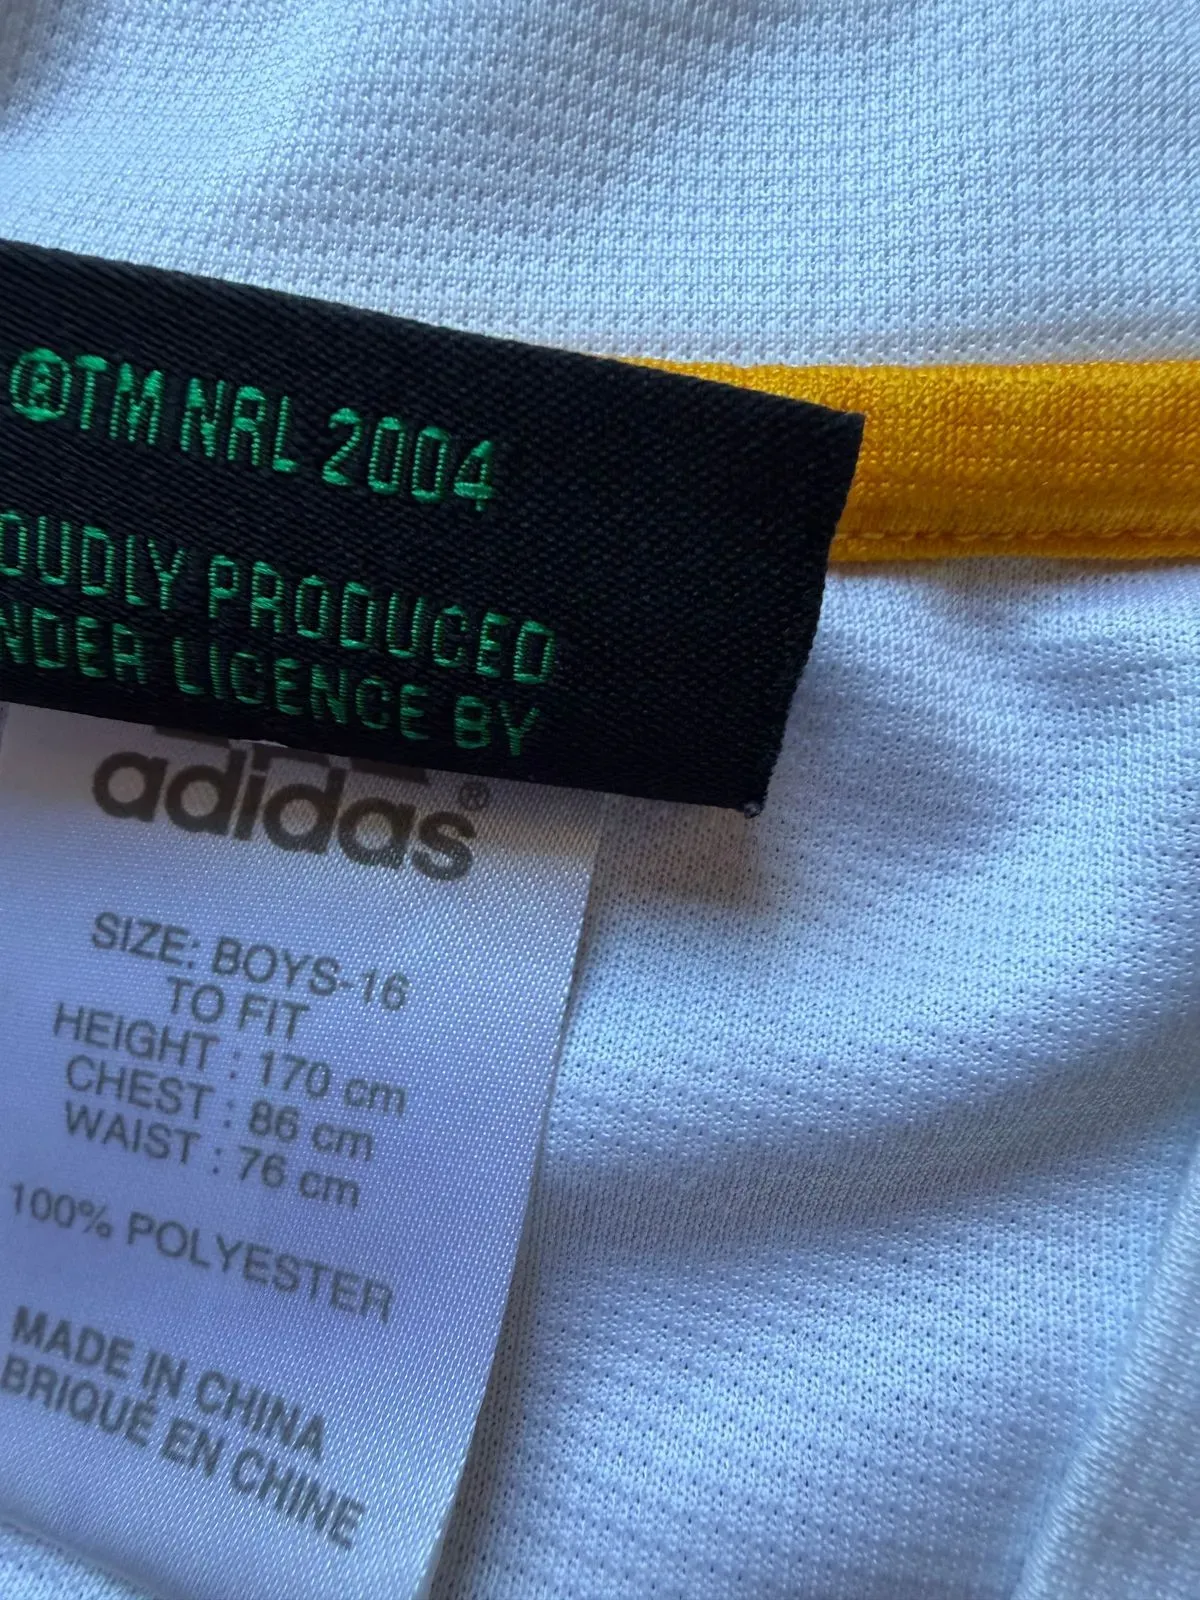 ®TM NRL 2004
OUDLY PRODUCED
NDER LICENCE BY
adidas®
SIZE: BOYS-16
TO FIT
HEIGHT : 170 cm
CHEST : 86 cm
WAIST : 76 cm
100% POLYESTER
MADE IN CHINA
BRIQUÉ EN CHINE